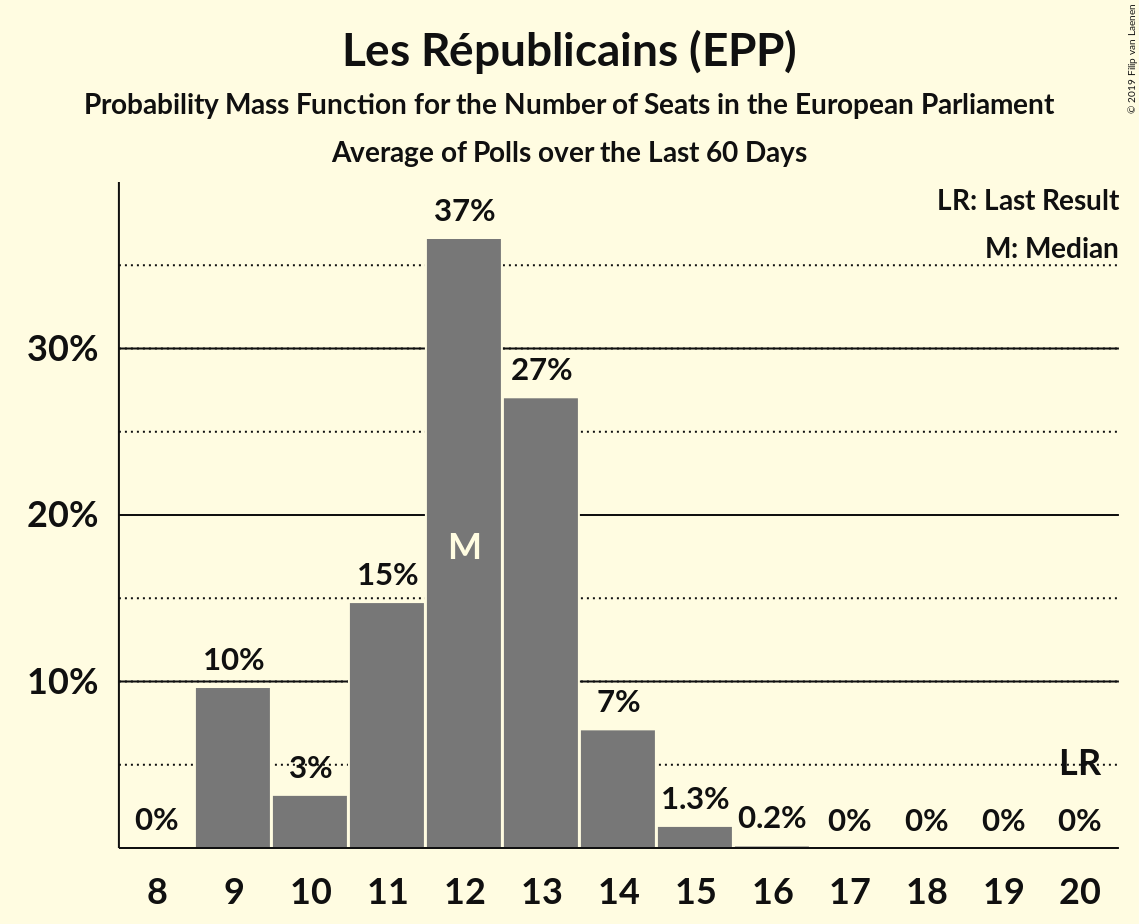 Les Républicains (EPP)
Probability Mass Function for the Number of Seats in the European Parliament
Average of Polls over the Last 60 Days
© 2019 Filip van Laenen
LR: Last Result
M: Median
37%
30%
27%
20%
M
15%
10%
10%
7%
LR
3%
1.3%
0% 0.2% 0% 0% 0% 0%
8 9 10 11 12 13 14 15 16 17 18 19 20